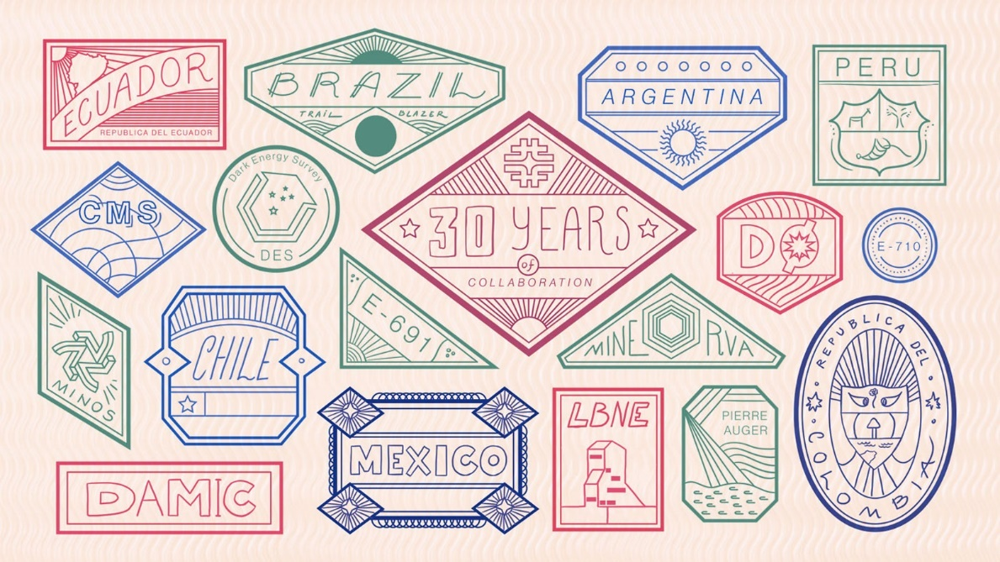 ECUADOR
REPUBLICA DEL ECUADOR
BRAZIL
TRAIL BLAZER
ARGENTINA
PERU
CMS
Dark Energy Survey
DES
30 YEARS
of
COLLABORATION
DØ
E-710
MINOS
CHILE
E-691
MINERVA
REPUBLICA DEL
COLOMBIA
MEXICO
LBNE
PIERRE
AUGER
DAMIC